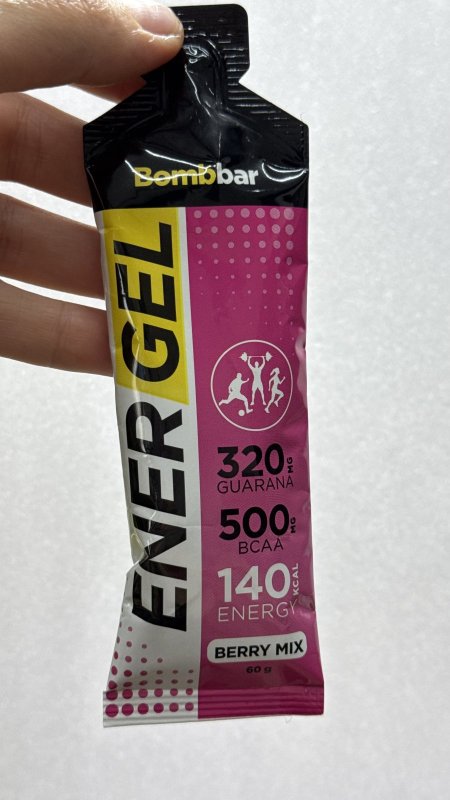 Bombbar
ENERGEL
320 MG
GUARANA
500 MG
BCAA
140 KCAL
ENERGY
BERRY MIX
60 g